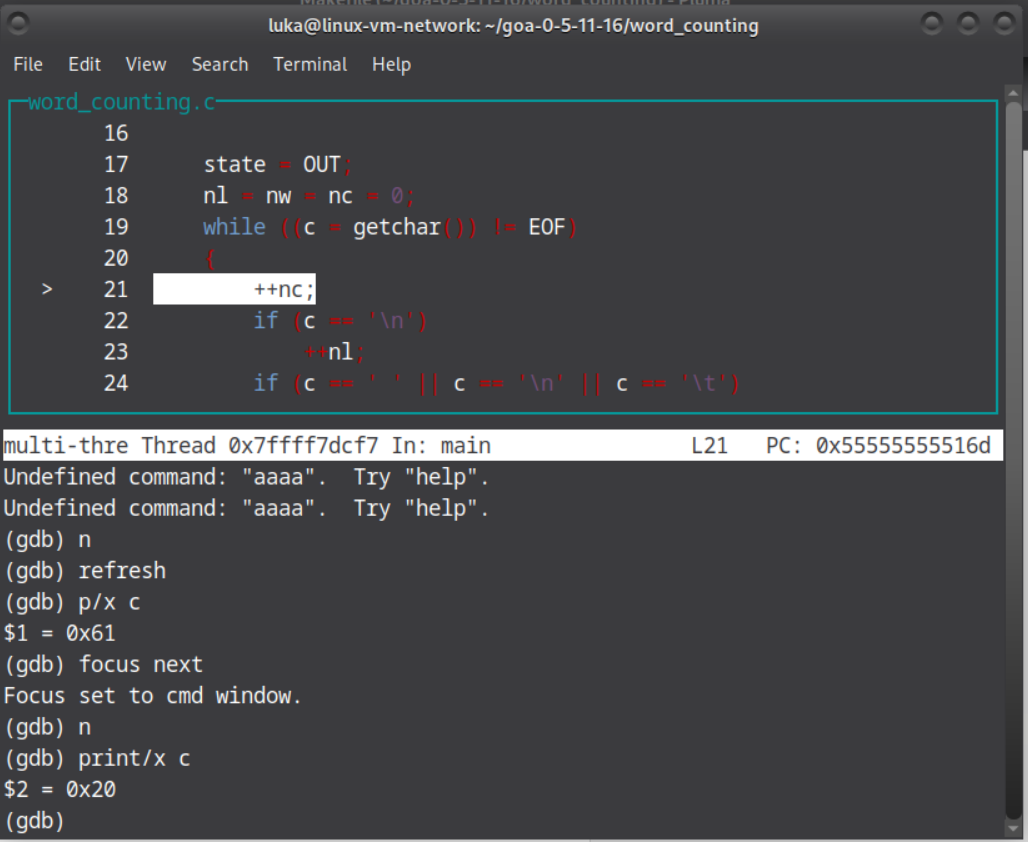 luka@linux-vm-network: ~/goa-0-5-11-16/word_counting
File Edit View Search Terminal Help
word_counting.c
16
17 state = OUT;
18 nl = nw = nc = 0;
19 while ((c = getchar()) != EOF)
20 {
> 21 ++nc;
22 if (c == '\n')
23 ++nl;
24 if (c == ' ' || c == '\n' || c == '\t')
multi-thre Thread 0x7ffff7dcf7 In: main L21 PC: 0x55555555516d
Undefined command: "aaaa". Try "help".
Undefined command: "aaaa". Try "help".
(gdb) n
(gdb) refresh
(gdb) p/x c
$1 = 0x61
(gdb) focus next
Focus set to cmd window.
(gdb) n
(gdb) print/x c
$2 = 0x20
(gdb)